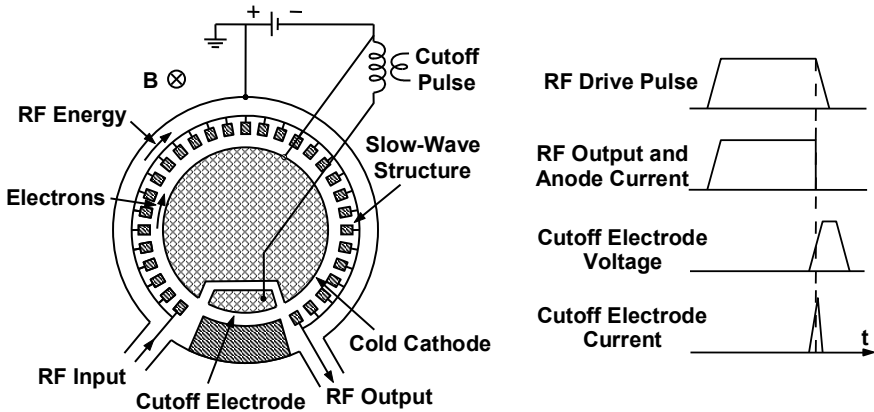 + −
Cutoff
Pulse
B
RF Energy
Slow-Wave
Structure
Electrons
Cold Cathode
RF Input
Cutoff Electrode
RF Output
RF Drive Pulse
RF Output and
Anode Current
Cutoff Electrode
Voltage
Cutoff Electrode
Current
t